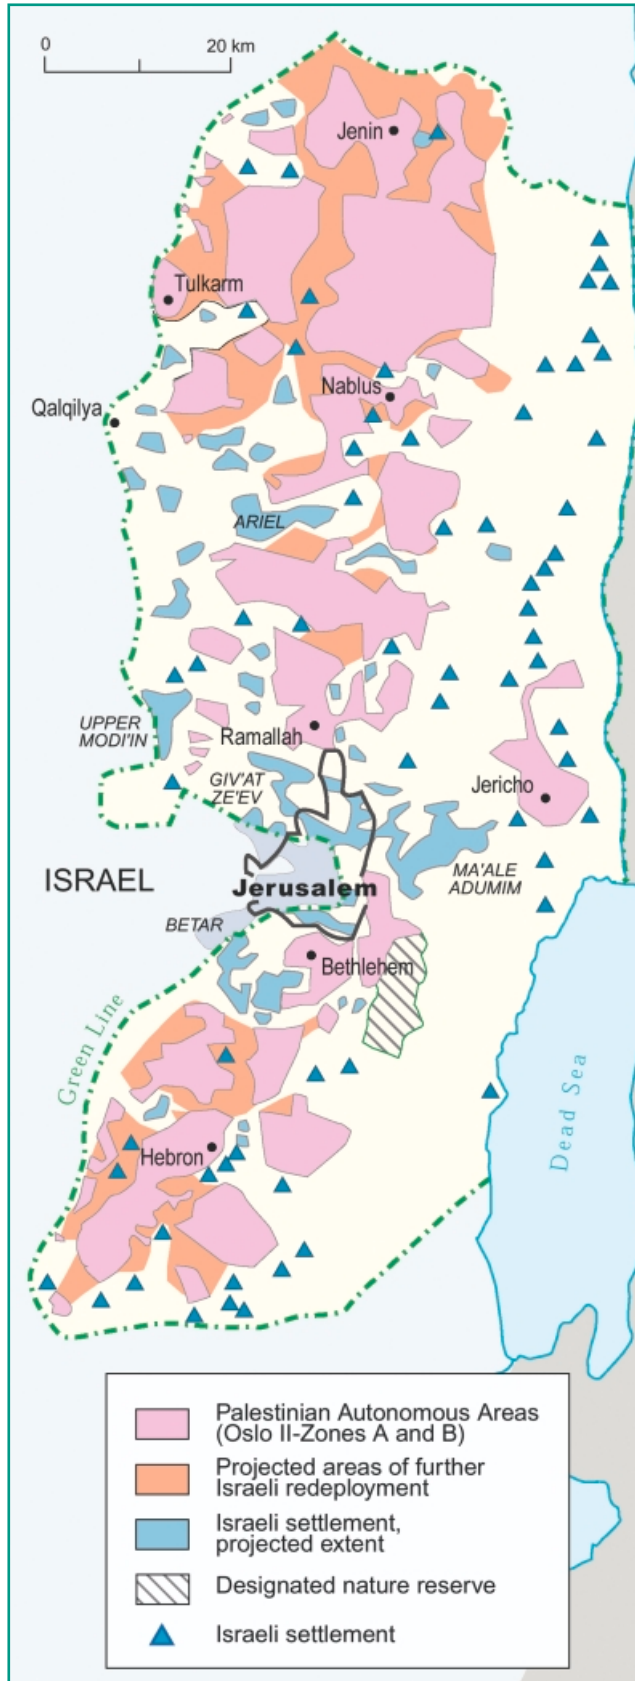 0 20 km
Jenin
Tulkarm
Nablus
Qalqilya
ARIEL
UPPER
MODI'IN
Ramallah
GIV'AT
ZE'EV
Jericho
ISRAEL
Jerusalem
MA'ALE
ADUMIM
BETAR
Bethlehem
Green Line
Dead Sea
Hebron
Palestinian Autonomous Areas
(Oslo II-Zones A and B)
Projected areas of further
Israeli redeployment
Israeli settlement,
projected extent
Designated nature reserve
Israeli settlement